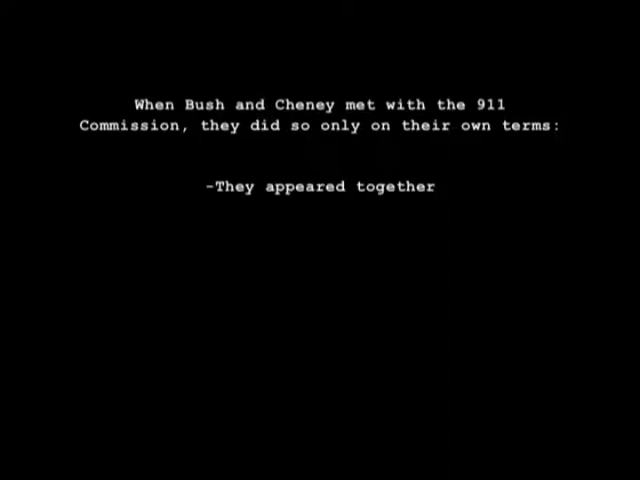 When Bush and Cheney met with the 911
Commission, they did so only on their own terms:
-They appeared together